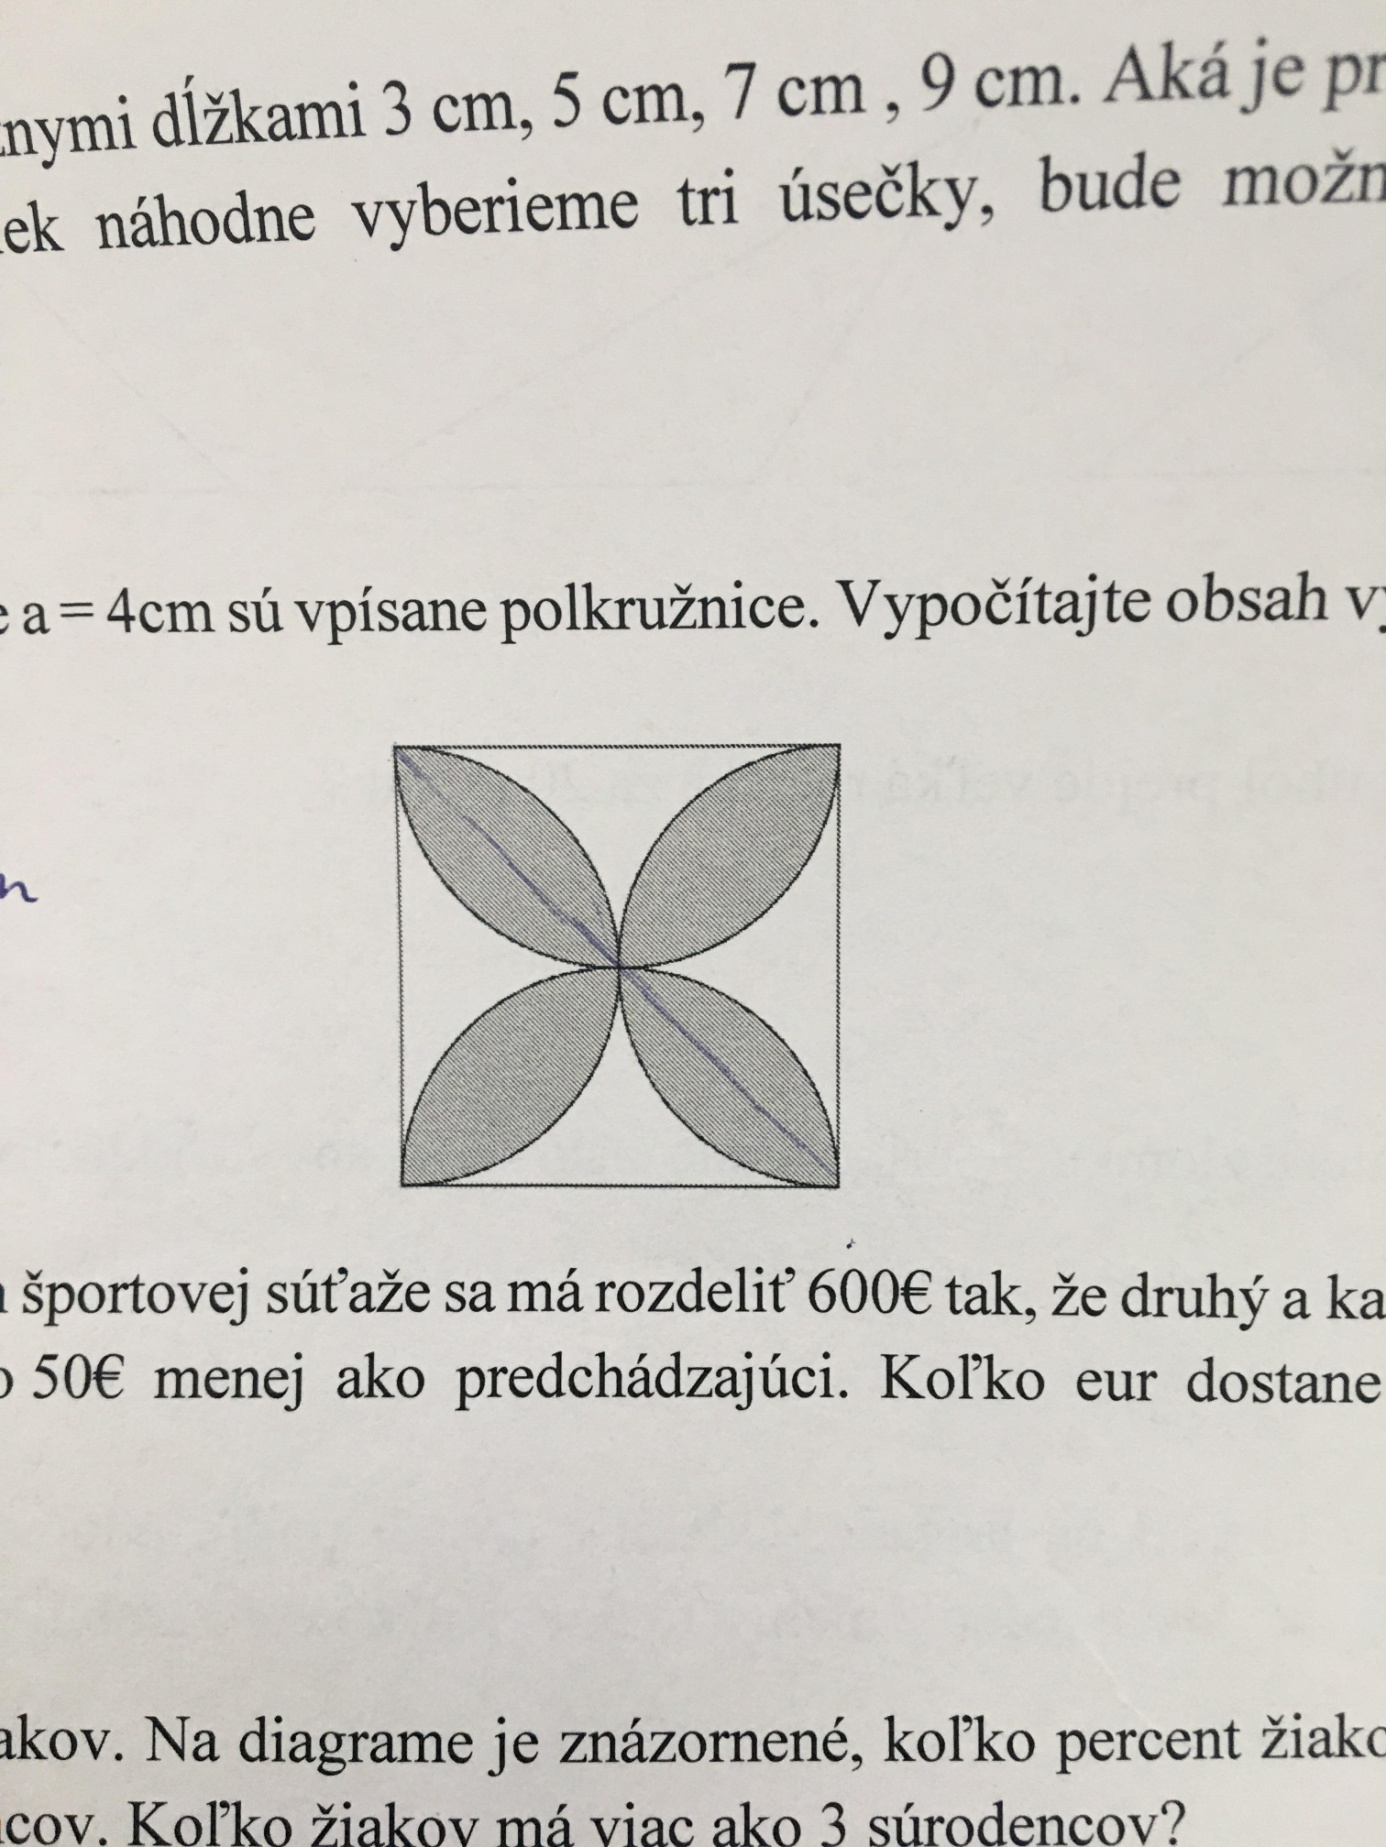 nymi dĺžkami 3 cm, 5 cm, 7 cm , 9 cm. Aká je pr
ek náhodne vyberieme tri úsečky, bude možn
e a = 4cm sú vpísane polkružnice. Vypočítajte obsah vy
n
športovej súťaže sa má rozdeliť 600€ tak, že druhý a ka
o 50€ menej ako predchádzajúci. Koľko eur dostane
akov. Na diagrame je znázornené, koľko percent žiako
cov. Koľko žiakov má viac ako 3 súrodencov?